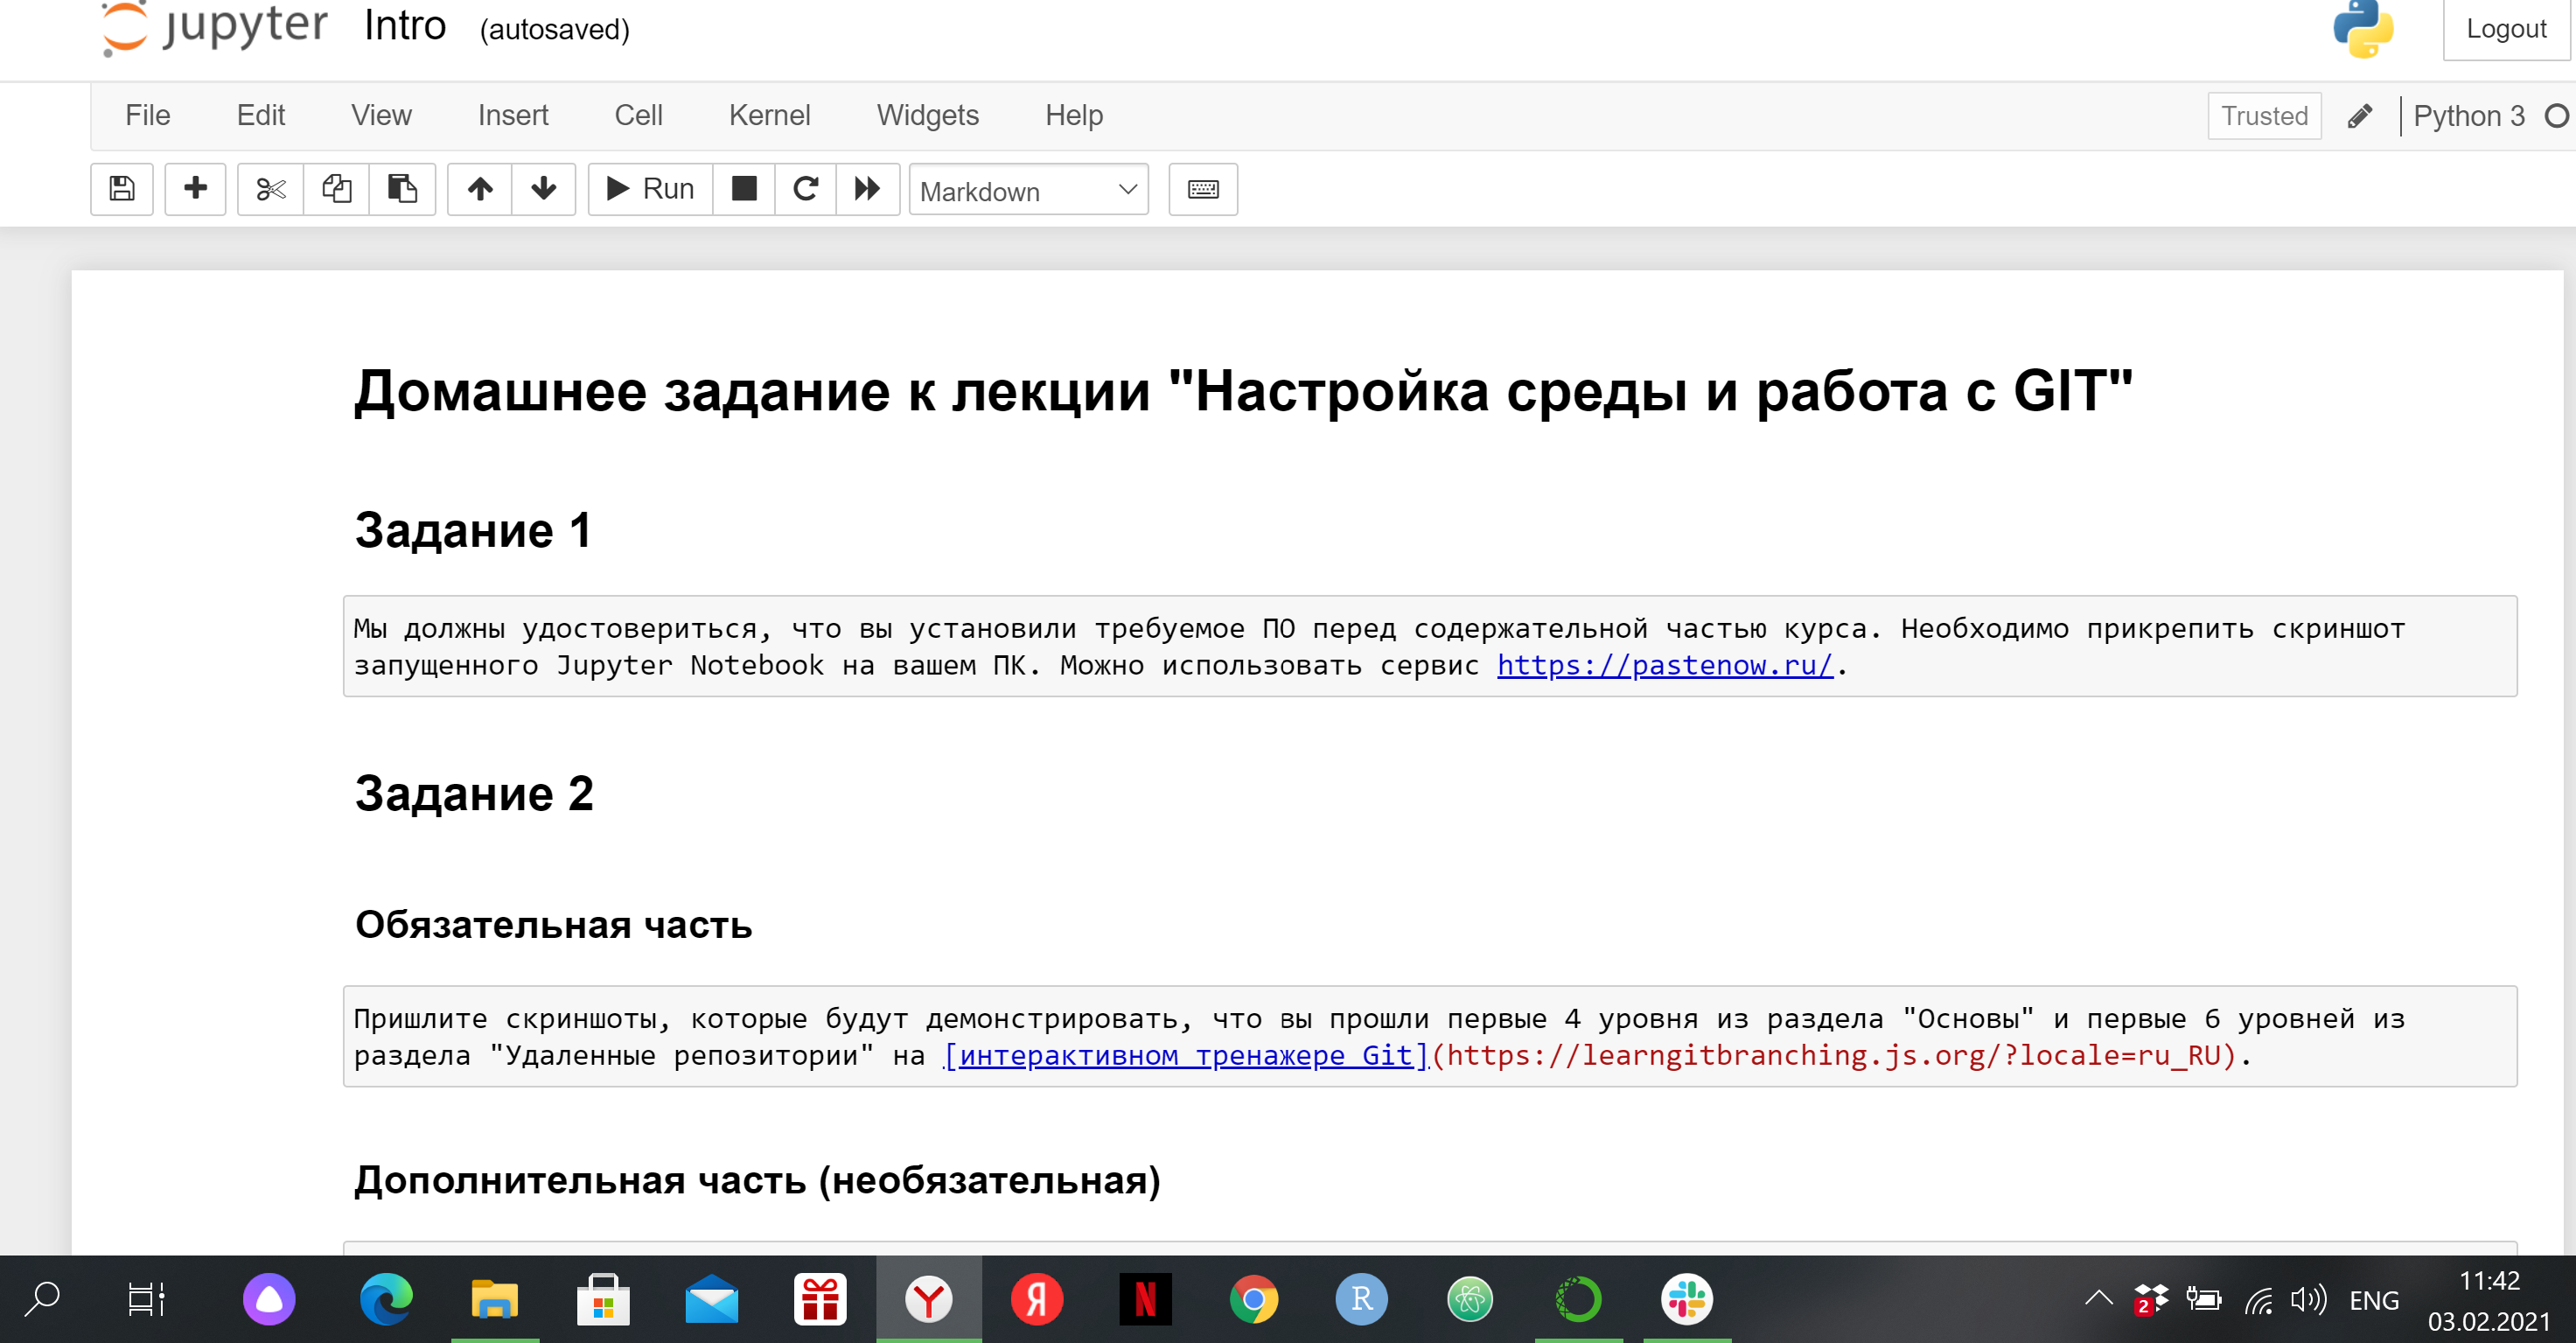 jupyter Intro (autosaved)
Logout
File Edit View Insert Cell Kernel Widgets Help
Trusted Python 3
Run Markdown
Домашнее задание к лекции "Настройка среды и работа с GIT"
Задание 1
Мы должны удостовериться, что вы установили требуемое ПО перед содержательной частью курса. Необходимо прикрепить скриншот
запущенного Jupyter Notebook на вашем ПК. Можно использовать сервис https://pastenow.ru/.
Задание 2
Обязательная часть
Пришлите скриншоты, которые будут демонстрировать, что вы прошли первые 4 уровня из раздела "Основы" и первые 6 уровней из
раздела "Удаленные репозитории" на [интерактивном тренажере Git](https://learngitbranching.js.org/?locale=ru_RU).
Дополнительная часть (необязательная)
Y Я N R 2 ENG
11:42
03.02.2021